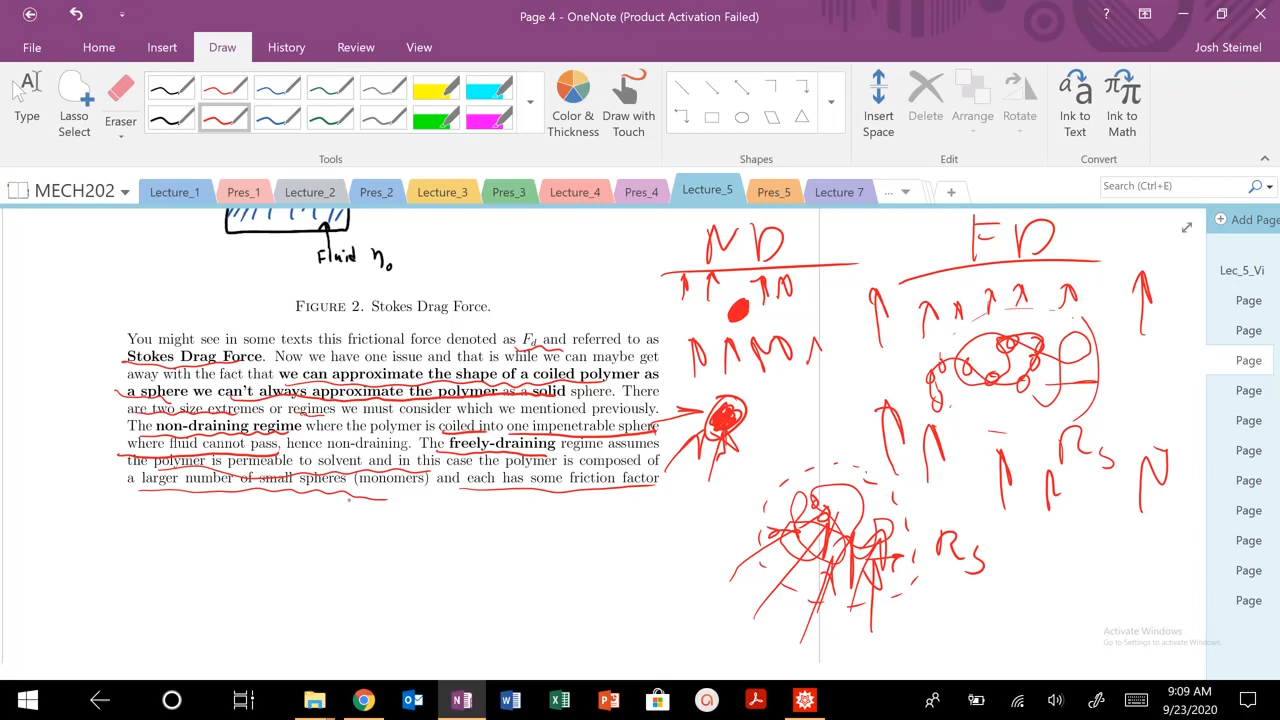 Page 4 - OneNote (Product Activation Failed)
?
File Home Insert Draw History Review View Josh Steimel
Type
Lasso Select
Eraser
Color & Thickness
Draw with Touch
Insert Space
Delete
Arrange
Rotate
Ink to Text
Ink to Math
Tools Shapes Edit Convert
MECH202 Lecture_1 Pres_1 Lecture_2 Pres_2 Lecture_3 Pres_3 Lecture_4 Pres_4 Lecture_5 Pres_5 Lecture 7 ... Search (Ctrl+E)
Add Page
Lec_5_Vi
Page
Page
Page
Page
Page
Page
Page
Page
Page
Page
Page
Fluid η0
FIGURE 2. Stokes Drag Force.
You might see in some texts this frictional force denoted as Fd and referred to as
Stokes Drag Force. Now we have one issue and that is while we can maybe get
away with the fact that we can approximate the shape of a coiled polymer as
a sphere we can't always approximate the polymer as a solid sphere. There
are two size extremes or regimes we must consider which we mentioned previously.
The non-draining regime where the polymer is coiled into one impenetrable sphere
where fluid cannot pass, hence non-draining. The freely-draining regime assumes
the polymer is permeable to solvent and in this case the polymer is composed of
a larger number of small spheres (monomers) and each has some friction factor
ND
FD
Rs
N
Rs
Activate Windows
Go to Settings to activate Windows.
9:09 AM
9/23/2020